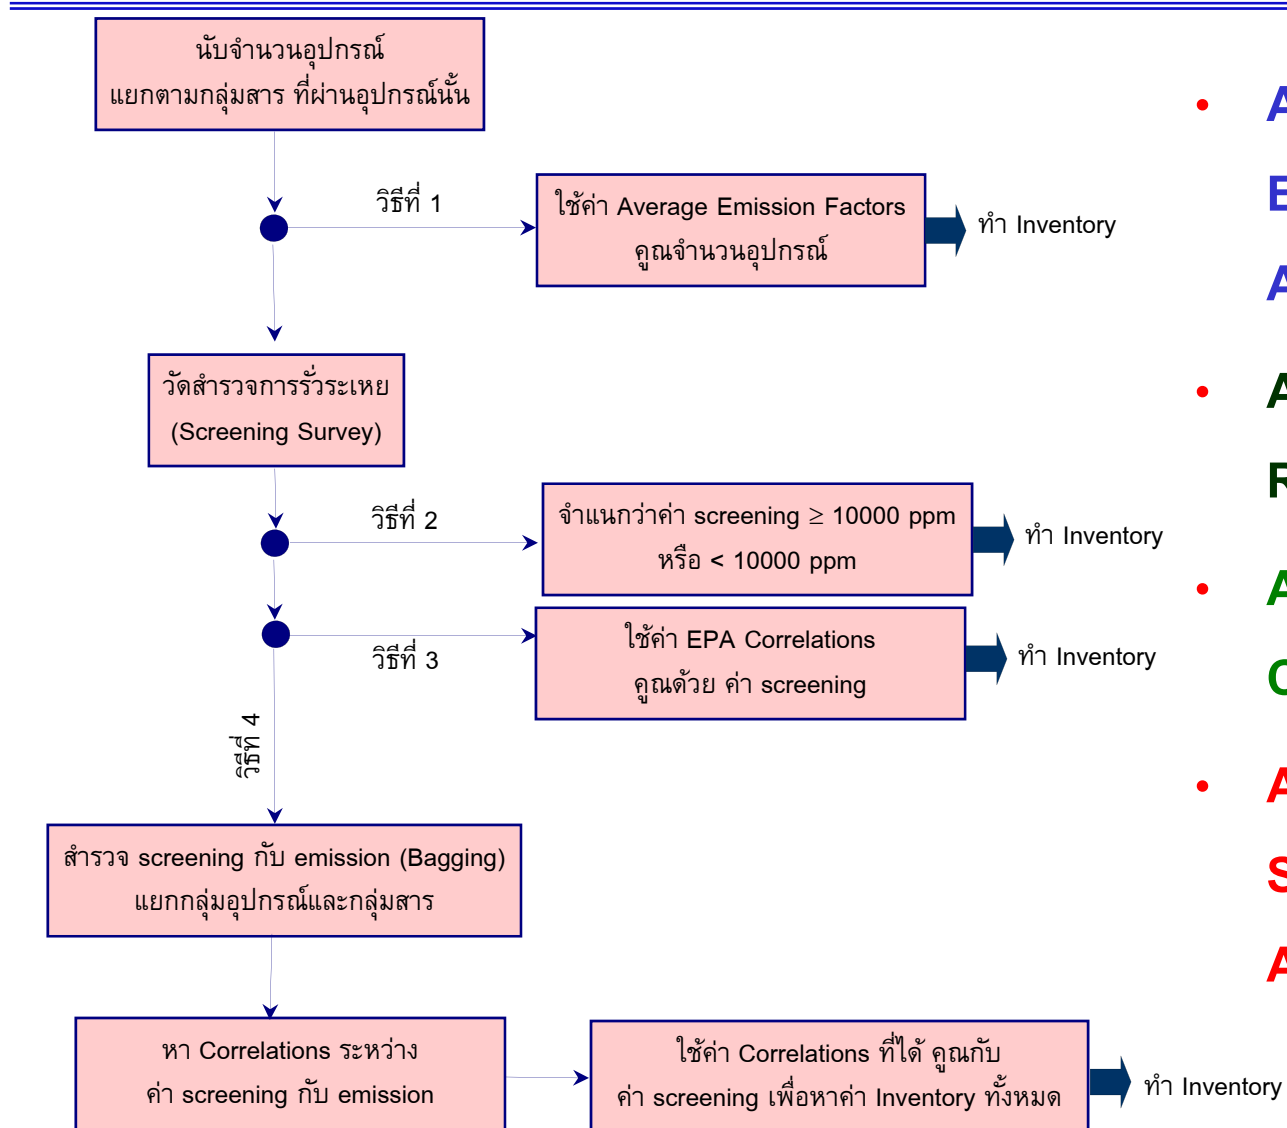 นับจำนวนอุปกรณ์
แยกตามกลุ่มสาร ที่ผ่านอุปกรณ์นั้น
วิธีที่ 1
ใช้ค่า Average Emission Factors
คูณจำนวนอุปกรณ์
ทำ Inventory
วัดสำรวจการรั่วระเหย
(Screening Survey)
วิธีที่ 2
จำแนกว่าค่า screening ≥ 10000 ppm
หรือ < 10000 ppm
ทำ Inventory
วิธีที่ 3
ใช้ค่า EPA Correlations
คูณด้วย ค่า screening
ทำ Inventory
วิธีที่ 4
สำรวจ screening กับ emission (Bagging)
แยกกลุ่มอุปกรณ์และกลุ่มสาร
หา Correlations ระหว่าง
ค่า screening กับ emission
ใช้ค่า Correlations ที่ได้ คูณกับ
ค่า screening เพื่อหาค่า Inventory ทั้งหมด
ทำ Inventory